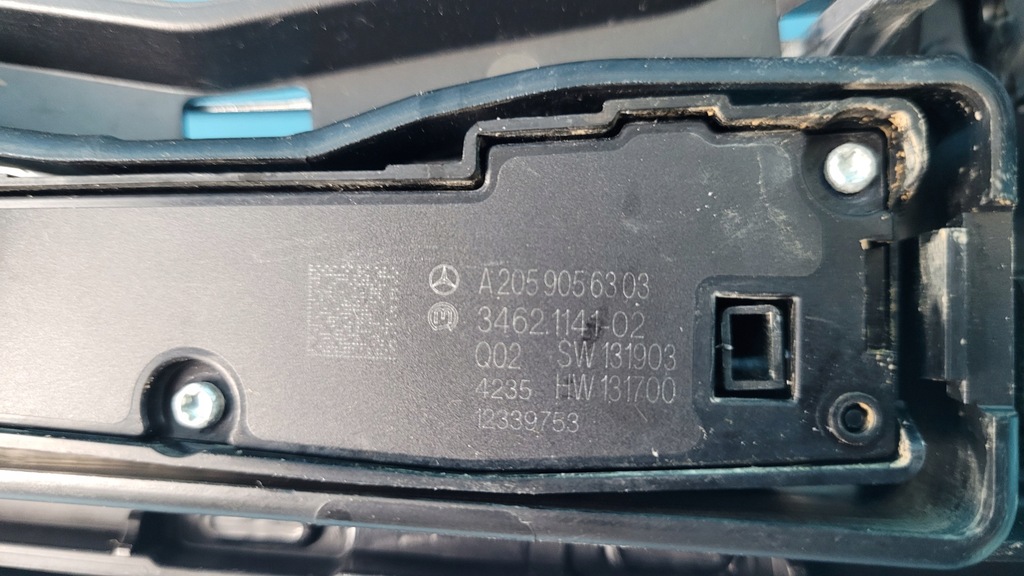 A 205 905 63 03
3462.1141-02
Q02 SW 131903
4235 HW 131700
12339753